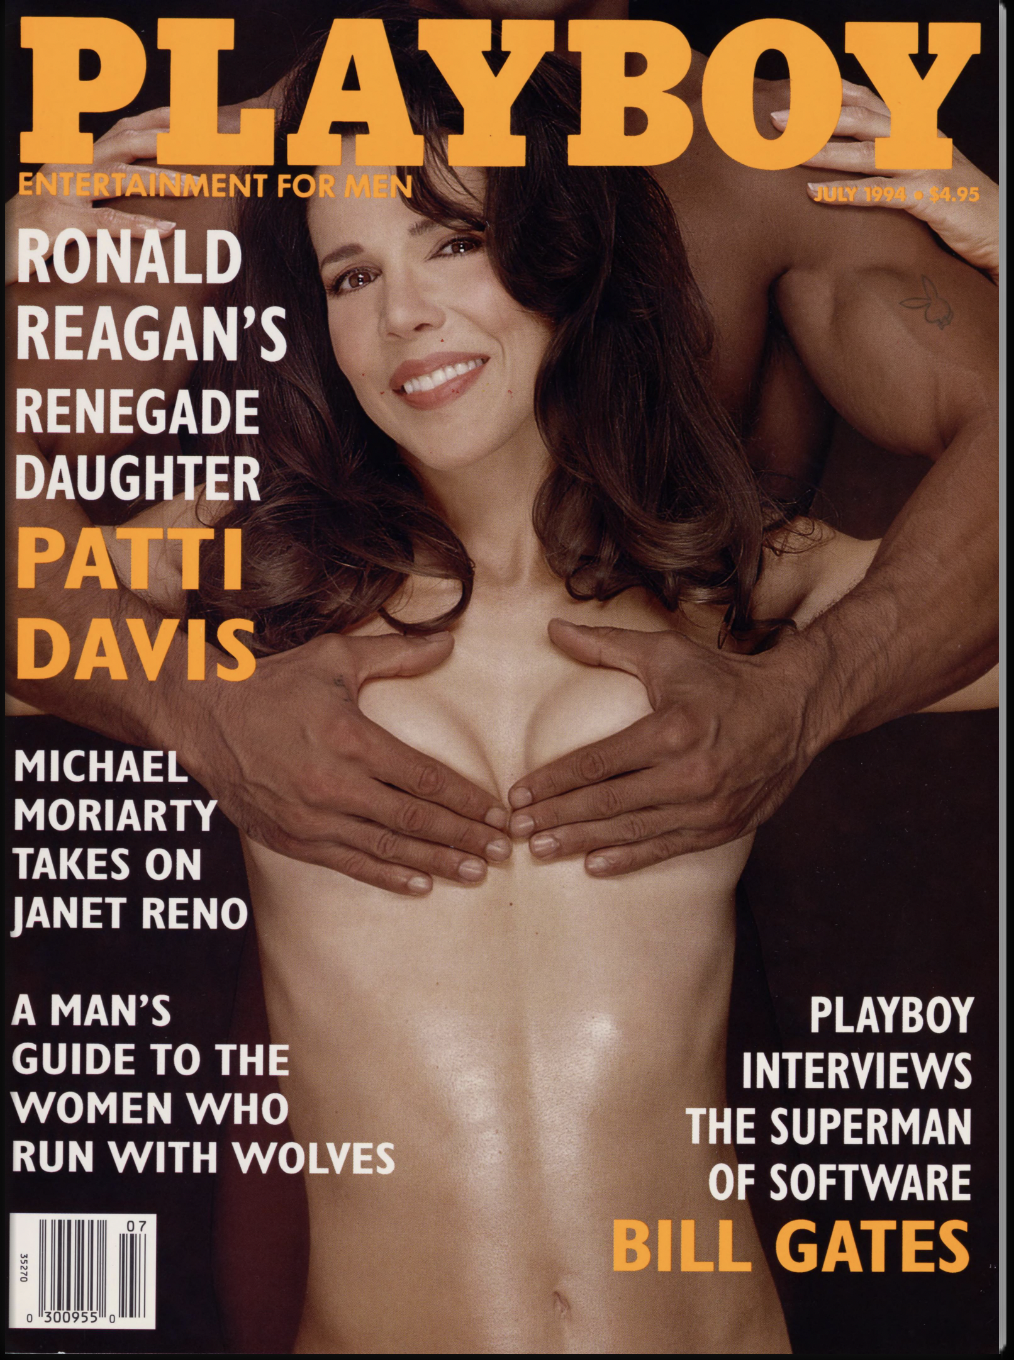 PLAYBOY
ENTERTAINMENT FOR MEN
JULY 1994 • $4.95
RONALD
REAGAN'S
RENEGADE
DAUGHTER
PATTI
DAVIS
MICHAEL
MORIARTY
TAKES ON
JANET RENO
A MAN'S
GUIDE TO THE
WOMEN WHO
RUN WITH WOLVES
PLAYBOY
INTERVIEWS
THE SUPERMAN
OF SOFTWARE
BILL GATES
07
35270
0 300955 0